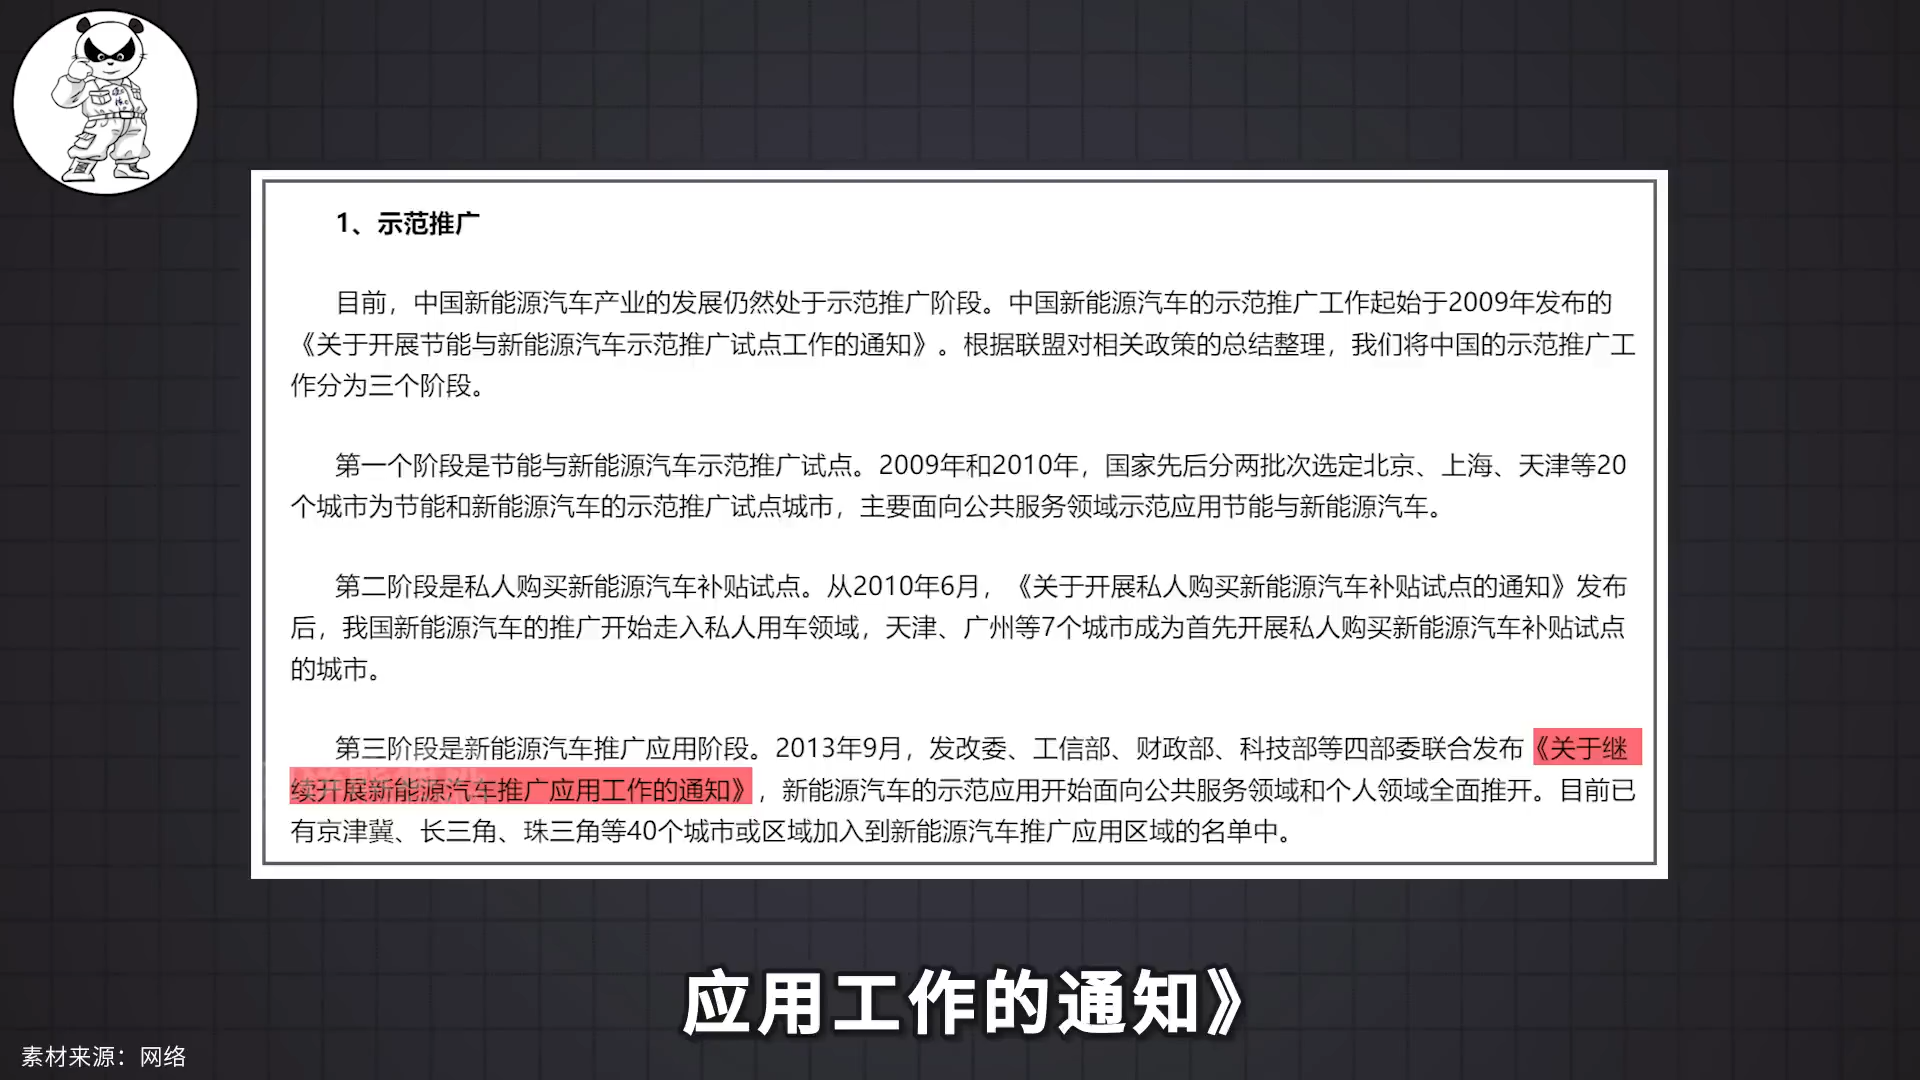 1、示范推广
目前，中国新能源汽车产业的发展仍然处于示范推广阶段。中国新能源汽车的示范推广工作起始于2009年发布的
《关于开展节能与新能源汽车示范推广试点工作的通知》。根据联盟对相关政策的总结整理，我们将中国的示范推广工
作分为三个阶段。
第一个阶段是节能与新能源汽车示范推广试点。2009年和2010年，国家先后分两批次选定北京、上海、天津等20
个城市为节能和新能源汽车的示范推广试点城市，主要面向公共服务领域示范应用节能与新能源汽车。
第二阶段是私人购买新能源汽车补贴试点。从2010年6月，《关于开展私人购买新能源汽车补贴试点的通知》发布
后，我国新能源汽车的推广开始走入私人用车领域，天津、广州等7个城市成为首先开展私人购买新能源汽车补贴试点
的城市。
第三阶段是新能源汽车推广应用阶段。2013年9月，发改委、工信部、财政部、科技部等四部委联合发布《关于继
续开展新能源汽车推广应用工作的通知》，新能源汽车的示范应用开始面向公共服务领域和个人领域全面推开。目前已
有京津冀、长三角、珠三角等40个城市或区域加入到新能源汽车推广应用区域的名单中。
应用工作的通知》
素材来源：网络